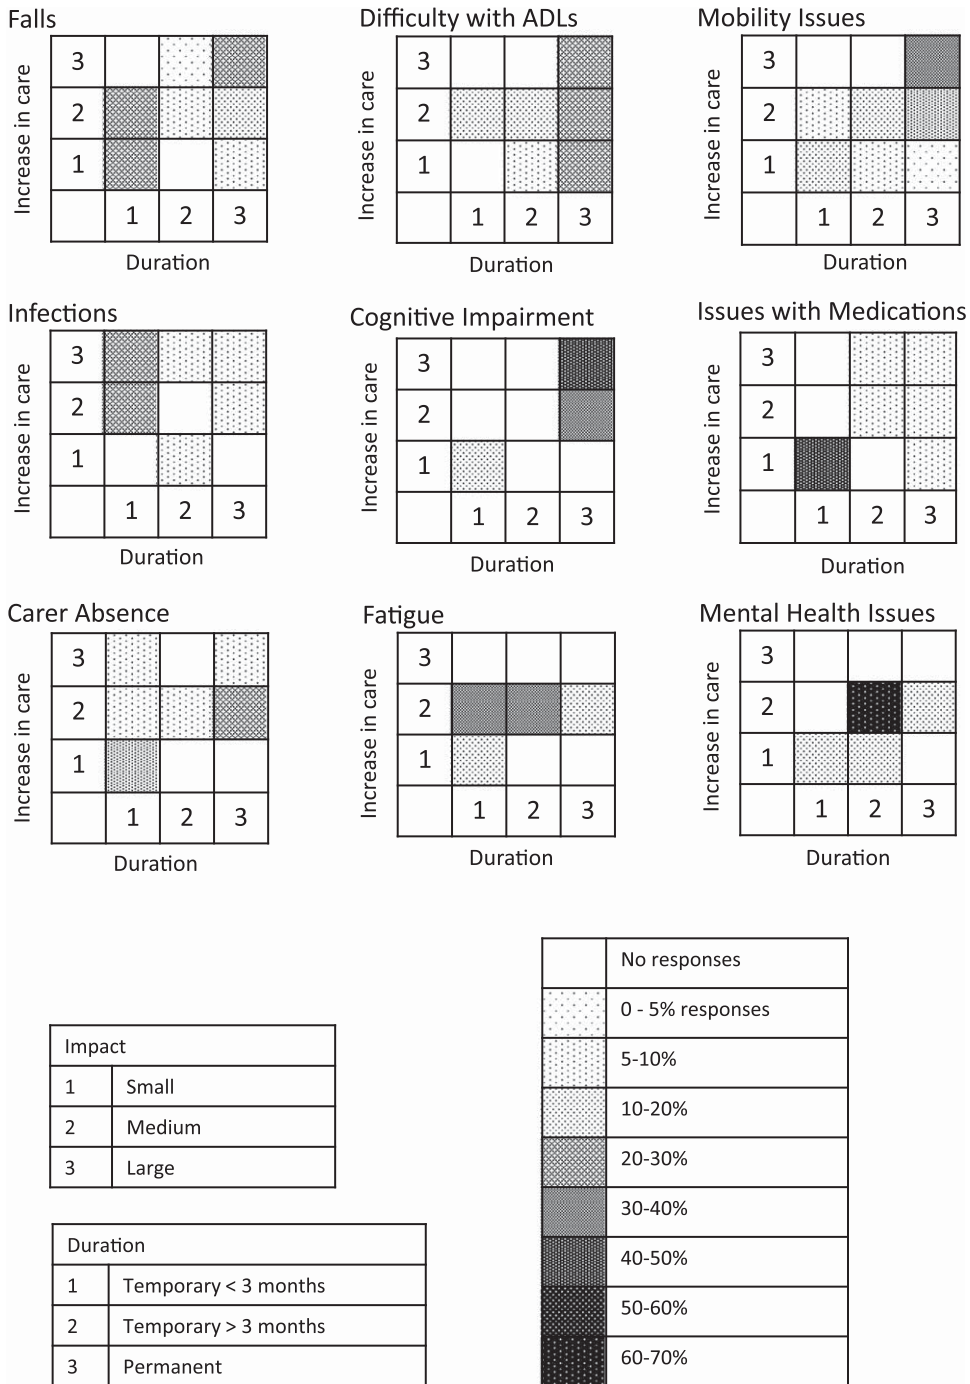 Falls
Increase in care
3
2
1
1 2 3
Duration
Difficulty with ADLs
Increase in care
3
2
1
1 2 3
Duration
Mobility Issues
Increase in care
3
2
1
1 2 3
Duration
Infections
Increase in care
3
2
1
1 2 3
Duration
Cognitive Impairment
Increase in care
3
2
1
1 2 3
Duration
Issues with Medications
Increase in care
3
2
1
1 2 3
Duration
Carer Absence
Increase in care
3
2
1
1 2 3
Duration
Fatigue
Increase in care
3
2
1
1 2 3
Duration
Mental Health Issues
Increase in care
3
2
1
1 2 3
Duration
Impact
1 Small
2 Medium
3 Large
Duration
1 Temporary < 3 months
2 Temporary > 3 months
3 Permanent
No responses
0 - 5% responses
5-10%
10-20%
20-30%
30-40%
40-50%
50-60%
60-70%